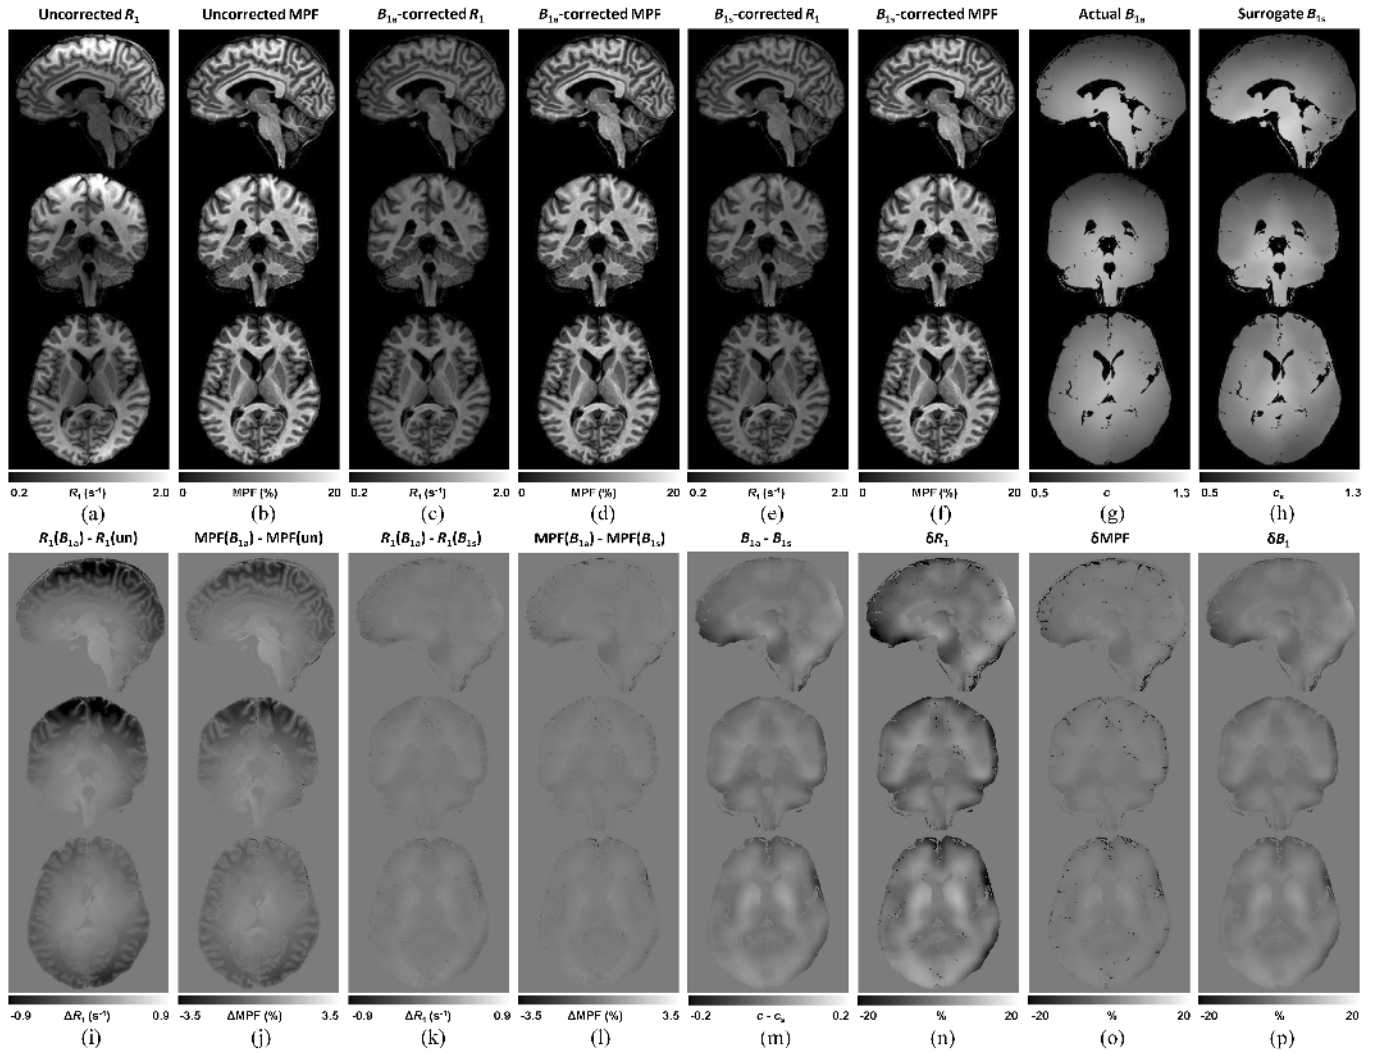 Uncorrected R₁ Uncorrected MPF B₁ₐ-corrected R₁ B₁ₐ-corrected MPF B₁ₛ-corrected R₁ B₁ₛ-corrected MPF Actual B₁ₐ Surrogate B₁ₛ
0.2 R₁ (s⁻¹) 2.0 0 MPF (%) 20 0.2 R₁ (s⁻¹) 2.0 0 MPF (%) 20 0.2 R₁ (s⁻¹) 2.0 0 MPF (%) 20 0.5 c 1.3 0.5 cₛ 1.3
(a) (b) (c) (d) (e) (f) (g) (h)
R₁(B₁ₐ) - R₁(un) MPF(B₁ₐ) - MPF(un) R₁(B₁ₐ) - R₁(B₁ₛ) MPF(B₁ₐ) - MPF(B₁ₛ) B₁ₐ - B₁ₛ δR₁ δMPF δB₁
-0.9 ΔR₁ (s⁻¹) 0.9 -3.5 ΔMPF (%) 3.5 -0.9 ΔR₁ (s⁻¹) 0.9 -3.5 ΔMPF (%) 3.5 -0.2 c - cₛ 0.2 -20 % 20 -20 % 20 -20 % 20
(i) (j) (k) (l) (m) (n) (o) (p)